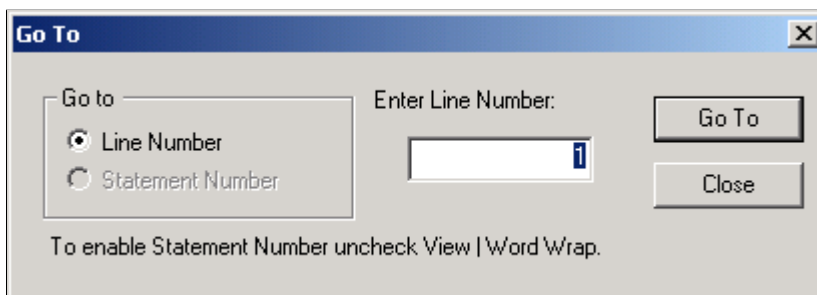 Go To
Go to
Line Number
Statement Number
Enter Line Number:
1
Go To
Close
To enable Statement Number uncheck View | Word Wrap.